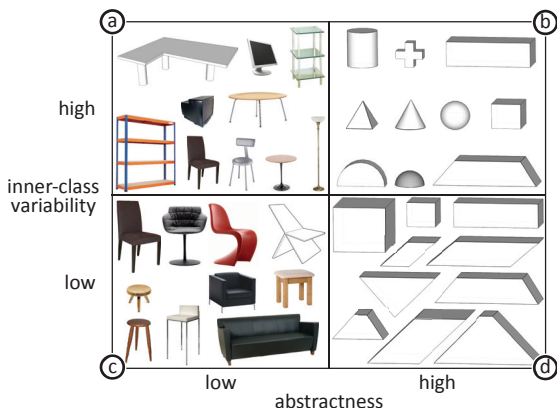 a
b
high
inner-class
variability
low
c
d
low
high
abstractness